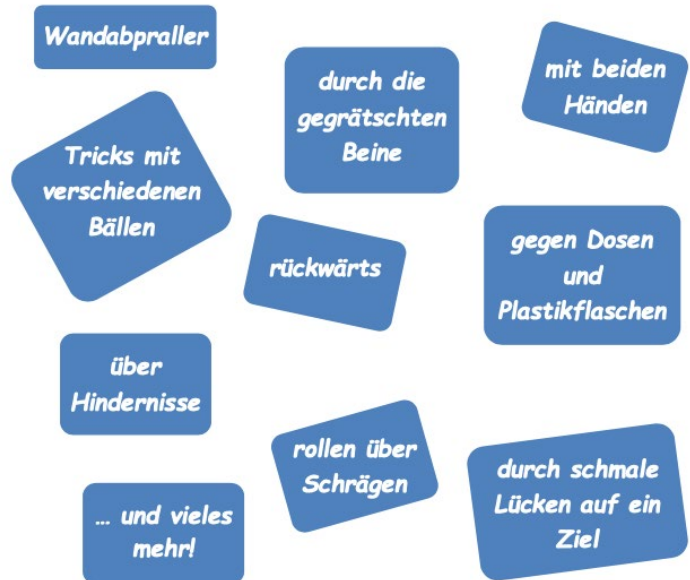 Wandabpraller
durch die
gegrätschten
Beine
mit beiden
Händen
Tricks mit
verschiedenen
Bällen
rückwärts
gegen Dosen
und
Plastikflaschen
über
Hindernisse
rollen über
Schrägen
durch schmale
Lücken auf ein
Ziel
... und vieles
mehr!